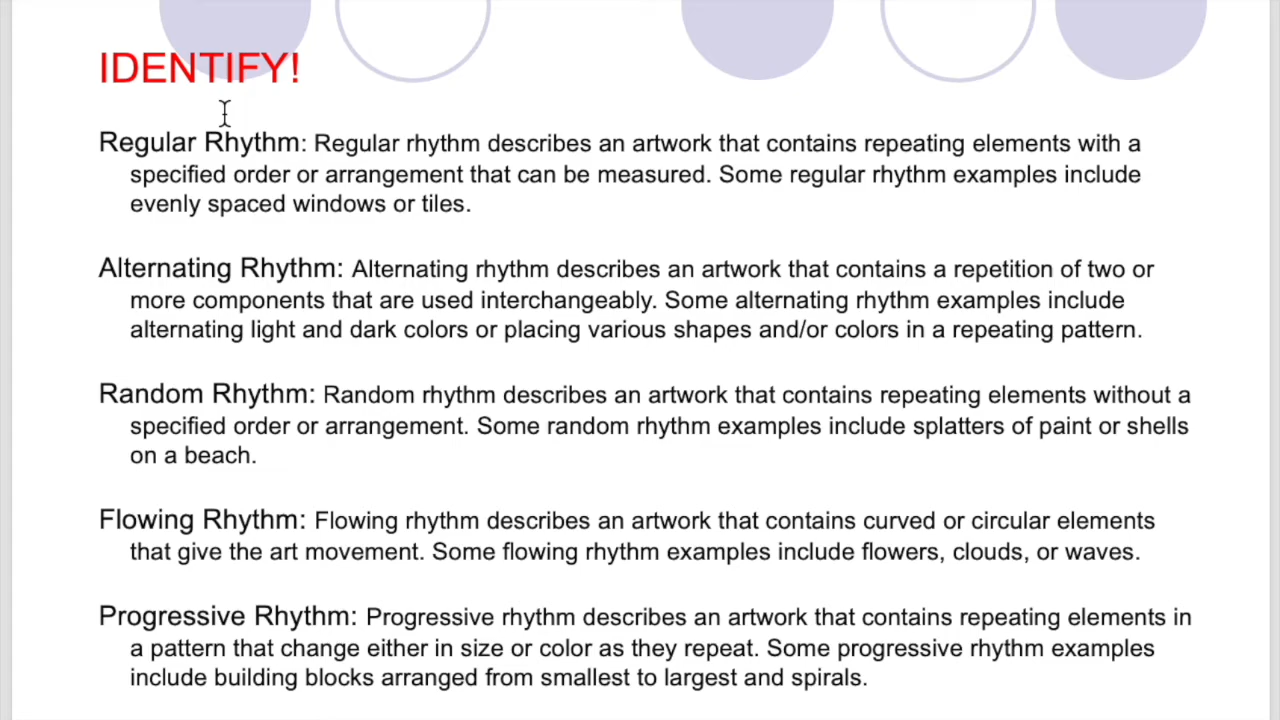 IDENTIFY!
Regular Rhythm: Regular rhythm describes an artwork that contains repeating elements with a
specified order or arrangement that can be measured. Some regular rhythm examples include
evenly spaced windows or tiles.
Alternating Rhythm: Alternating rhythm describes an artwork that contains a repetition of two or
more components that are used interchangeably. Some alternating rhythm examples include
alternating light and dark colors or placing various shapes and/or colors in a repeating pattern.
Random Rhythm: Random rhythm describes an artwork that contains repeating elements without a
specified order or arrangement. Some random rhythm examples include splatters of paint or shells
on a beach.
Flowing Rhythm: Flowing rhythm describes an artwork that contains curved or circular elements
that give the art movement. Some flowing rhythm examples include flowers, clouds, or waves.
Progressive Rhythm: Progressive rhythm describes an artwork that contains repeating elements in
a pattern that change either in size or color as they repeat. Some progressive rhythm examples
include building blocks arranged from smallest to largest and spirals.